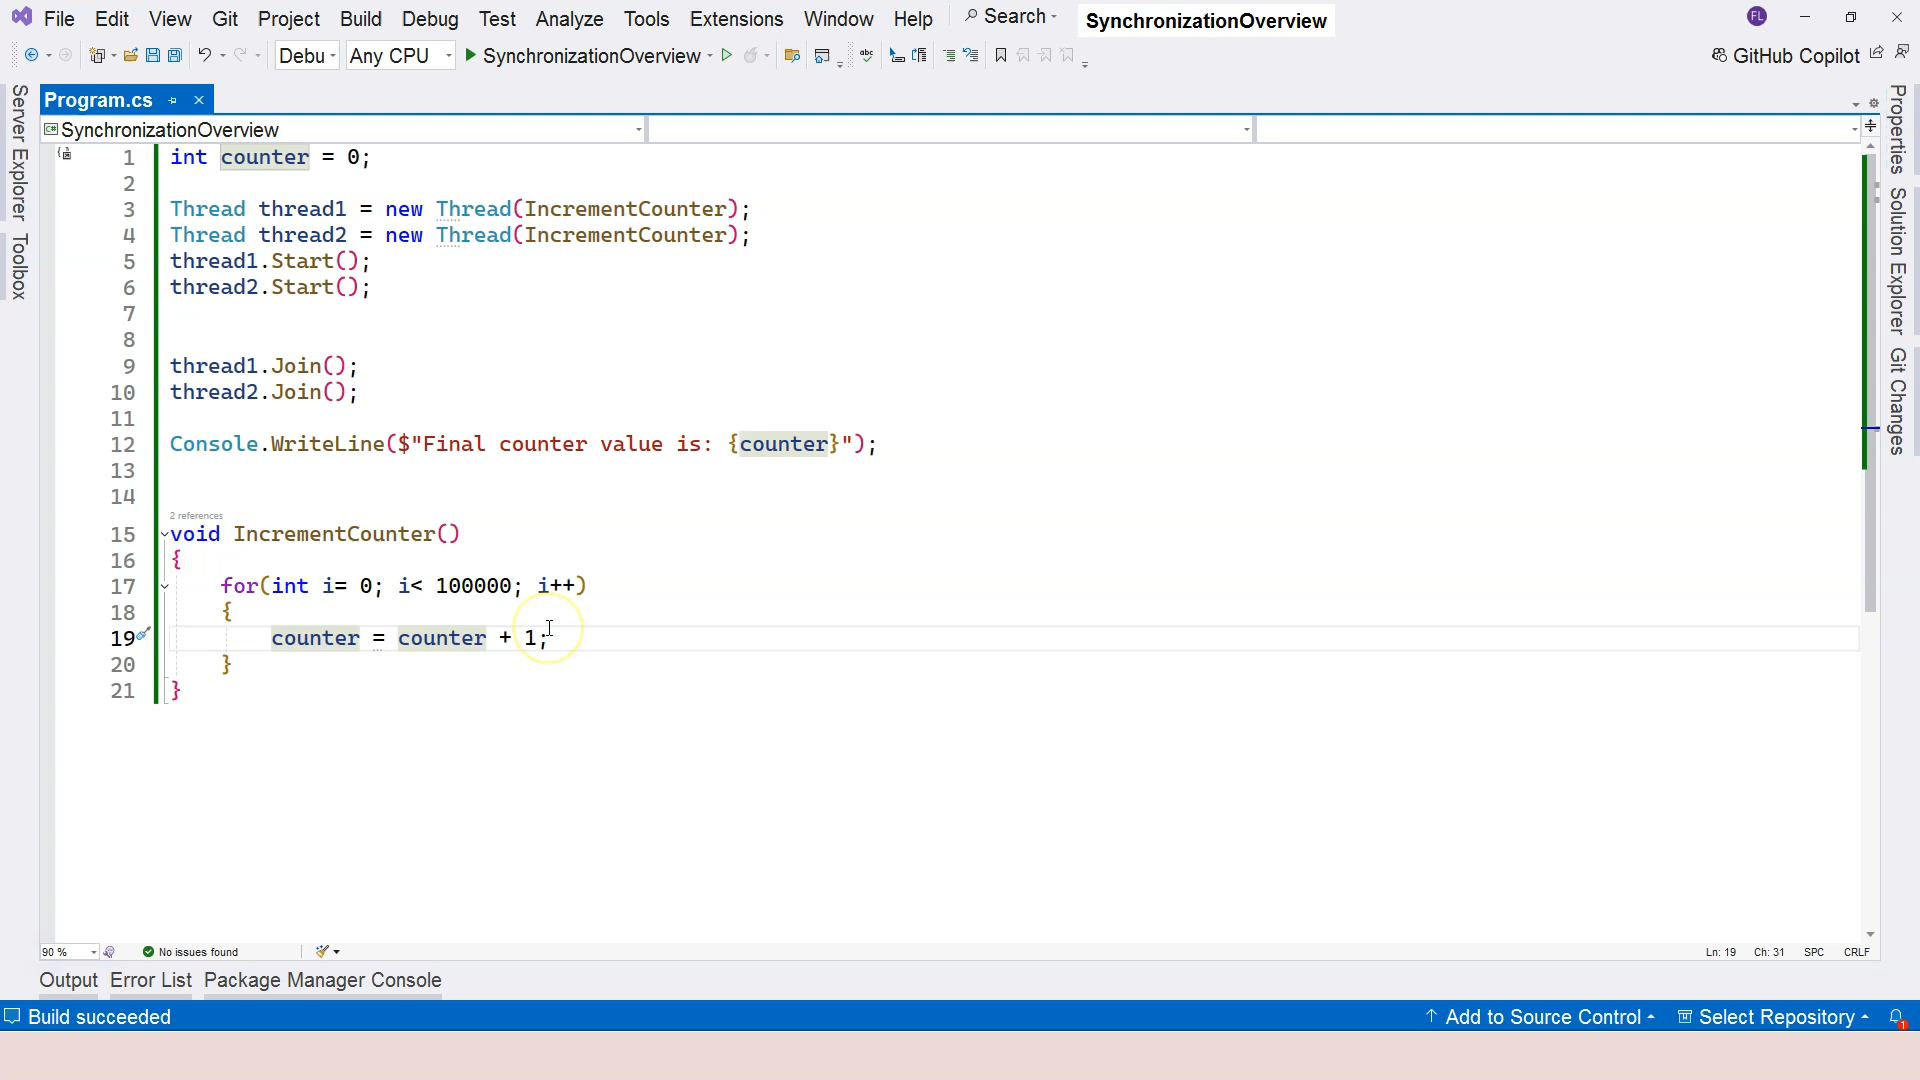 File Edit View Git Project Build Debug Test Analyze Tools Extensions Window Help Search SynchronizationOverview FL
Debu Any CPU SynchronizationOverview abc GitHub Copilot
Program.cs
C# SynchronizationOverview
1 int counter = 0;
2
3 Thread thread1 = new Thread(IncrementCounter);
4 Thread thread2 = new Thread(IncrementCounter);
5 thread1.Start();
6 thread2.Start();
7
8
9 thread1.Join();
10 thread2.Join();
11
12 Console.WriteLine($"Final counter value is: {counter}");
13
14
2 references
15 void IncrementCounter()
16 {
17 for(int i= 0; i< 100000; i++)
18 {
19 counter = counter + 1;
20 }
21 }
Server Explorer
Toolbox
Properties
Solution Explorer
Git Changes
90 % No issues found Ln: 19 Ch: 31 SPC CRLF
Output Error List Package Manager Console
Build succeeded Add to Source Control Select Repository 1